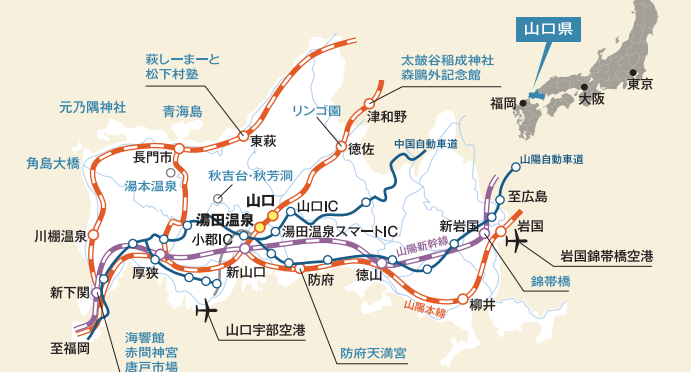 山口県
東京
大阪
福岡
萩しーまーと
松下村塾
太皷谷稲成神社
森鷗外記念館
元乃隅神社
青海島
リンゴ園
津和野
東萩
中国自動車道
角島大橋
長門市
徳佐
山陽自動車道
湯本温泉
秋吉台・秋芳洞
至広島
山口
山口IC
湯田温泉
新岩国
岩国
川棚温泉
小郡IC
湯田温泉スマートIC
山陽新幹線
岩国錦帯橋空港
厚狭
新山口
防府
徳山
錦帯橋
新下関
山陽本線
柳井
至福岡
山口宇部空港
海響館
赤間神宮
唐戸市場
防府天満宮